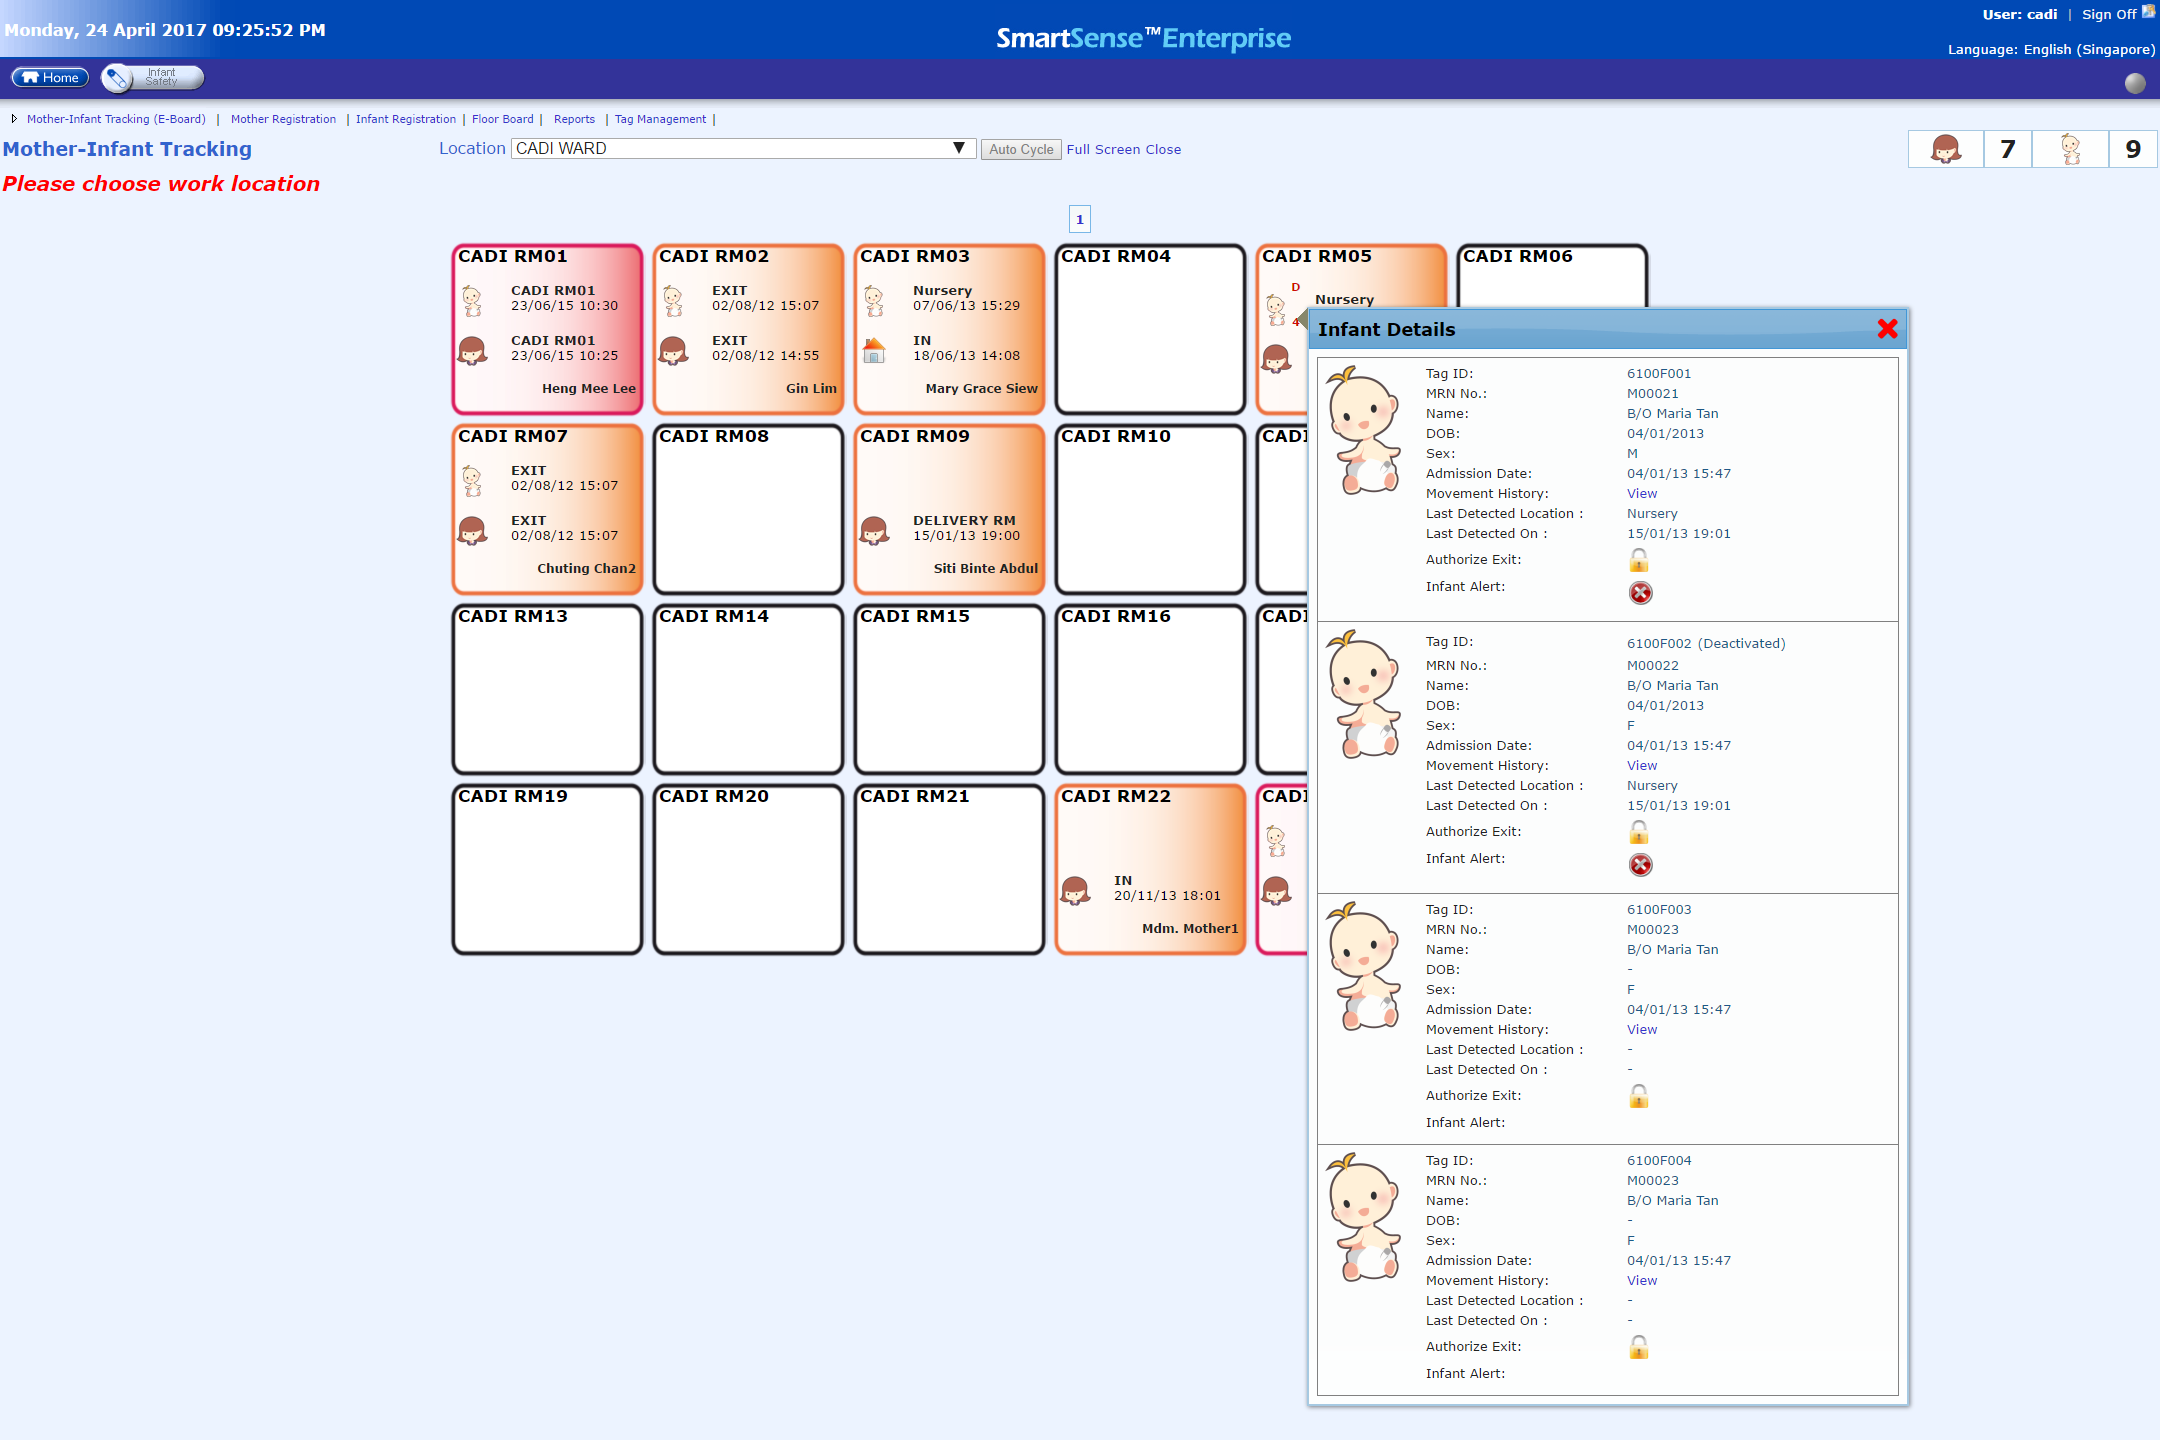 Monday, 24 April 2017 09:25:52 PM
SmartSense™Enterprise
User: cadi | Sign Off
Language: English (Singapore)
Home
Infant
Safety
Mother-Infant Tracking (E-Board) | Mother Registration | Infant Registration | Floor Board | Reports | Tag Management |
Mother-Infant Tracking
Location CADI WARD Auto Cycle Full Screen Close
7 9
Please choose work location
1
CADI RM01
CADI RM01
23/06/15 10:30
CADI RM01
23/06/15 10:25
Heng Mee Lee
CADI RM02
EXIT
02/08/12 15:07
EXIT
02/08/12 14:55
Gin Lim
CADI RM03
Nursery
07/06/13 15:29
IN
18/06/13 14:08
Mary Grace Siew
CADI RM04
CADI RM05
D
Nursery
4
CADI RM06
CADI RM07
EXIT
02/08/12 15:07
EXIT
02/08/12 15:07
Chuting Chan2
CADI RM08
CADI RM09
DELIVERY RM
15/01/13 19:00
Siti Binte Abdul
CADI RM10
CADI
CADI RM13
CADI RM14
CADI RM15
CADI RM16
CADI
CADI RM19
CADI RM20
CADI RM21
CADI RM22
IN
20/11/13 18:01
Mdm. Mother1
CADI
Infant Details
Tag ID: 6100F001
MRN No.: M00021
Name: B/O Maria Tan
DOB: 04/01/2013
Sex: M
Admission Date: 04/01/13 15:47
Movement History: View
Last Detected Location : Nursery
Last Detected On : 15/01/13 19:01
Authorize Exit:
Infant Alert:
Tag ID: 6100F002 (Deactivated)
MRN No.: M00022
Name: B/O Maria Tan
DOB: 04/01/2013
Sex: F
Admission Date: 04/01/13 15:47
Movement History: View
Last Detected Location : Nursery
Last Detected On : 15/01/13 19:01
Authorize Exit:
Infant Alert:
Tag ID: 6100F003
MRN No.: M00023
Name: B/O Maria Tan
DOB: -
Sex: F
Admission Date: 04/01/13 15:47
Movement History: View
Last Detected Location : -
Last Detected On : -
Authorize Exit:
Infant Alert:
Tag ID: 6100F004
MRN No.: M00023
Name: B/O Maria Tan
DOB: -
Sex: F
Admission Date: 04/01/13 15:47
Movement History: View
Last Detected Location : -
Last Detected On : -
Authorize Exit:
Infant Alert: